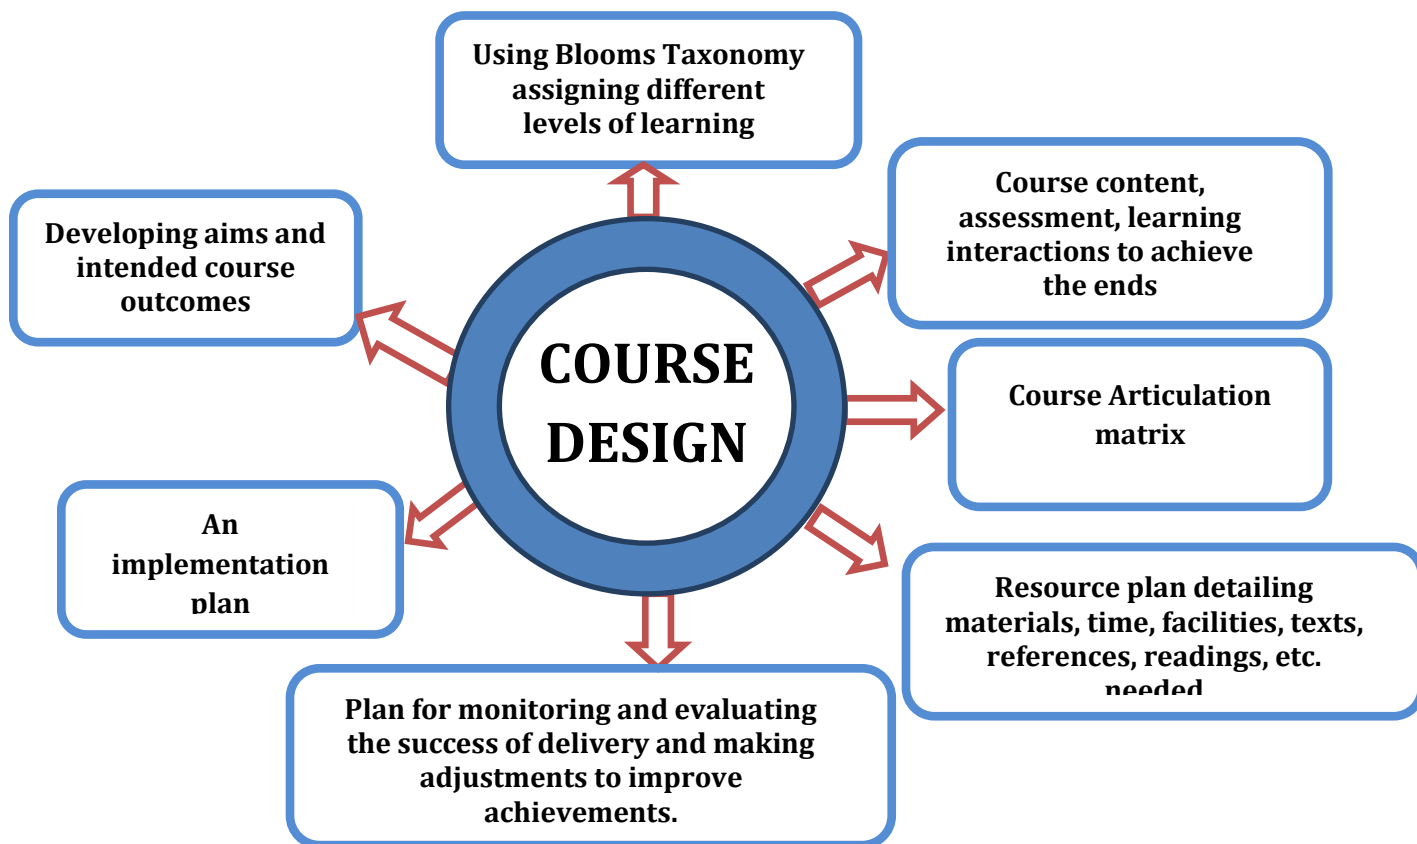 Using Blooms Taxonomy
assigning different
levels of learning
Course content,
assessment, learning
interactions to achieve
the ends
Developing aims and
intended course
outcomes
COURSE
DESIGN
Course Articulation
matrix
An
implementation
plan
Resource plan detailing
materials, time, facilities, texts,
references, readings, etc.
needed
Plan for monitoring and evaluating
the success of delivery and making
adjustments to improve
achievements.